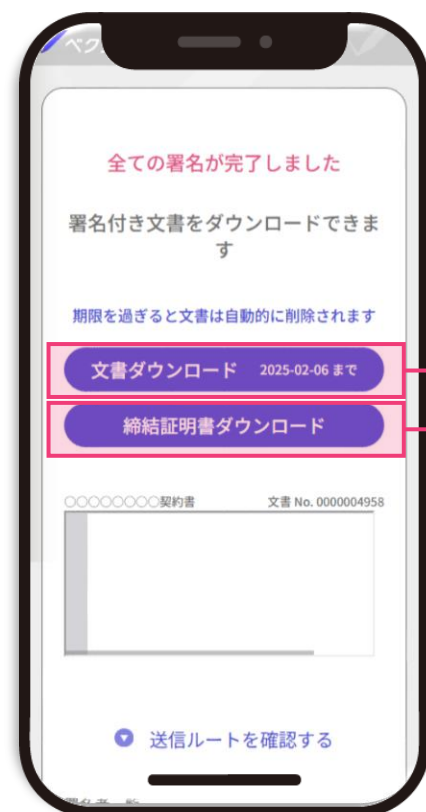 ベク
全ての署名が完了しました
署名付き文書をダウンロードできま
す
期限を過ぎると文書は自動的に削除されます
文書ダウンロード 2025-02-06 まで
締結証明書ダウンロード
○○○○○○○○契約書 文書 No. 0000004958
送信ルートを確認する